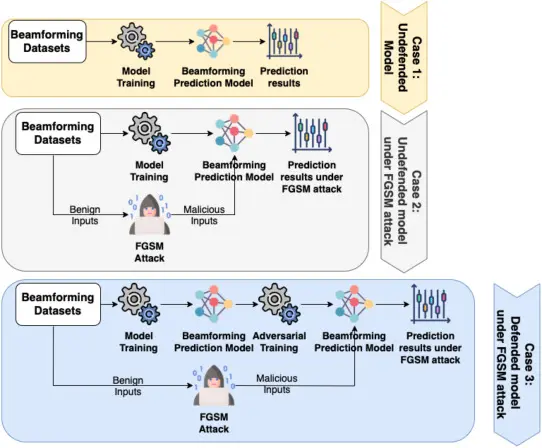 Beamforming
Datasets
Model
Training
Beamforming
Prediction Model
Prediction
results
Case 1:
Undefended
Model
Beamforming
Datasets
Model
Training
Beamforming
Prediction Model
Prediction
results under
FGSM attack
Benign
Inputs
Malicious
Inputs
FGSM
Attack
Case 2:
Undefended model
under FGSM attack
Beamforming
Datasets
Model
Training
Beamforming
Prediction Model
Adversarial
Training
Beamforming
Prediction Model
Prediction
results under
FGSM attack
Benign
Inputs
Malicious
Inputs
FGSM
Attack
Case 3:
Defended model
under FGSM attack